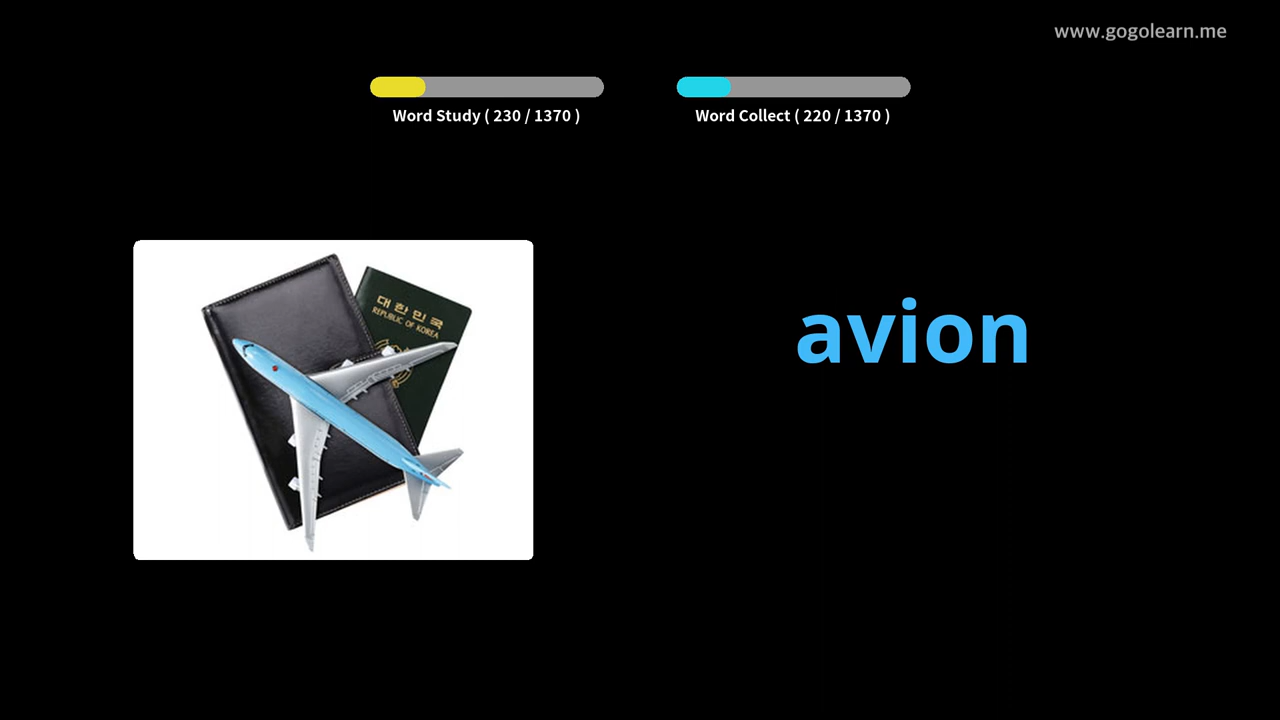 www.gogolearn.me
Word Study ( 230 / 1370 )
Word Collect ( 220 / 1370 )
대한민국
REPUBLIC OF KOREA
avion